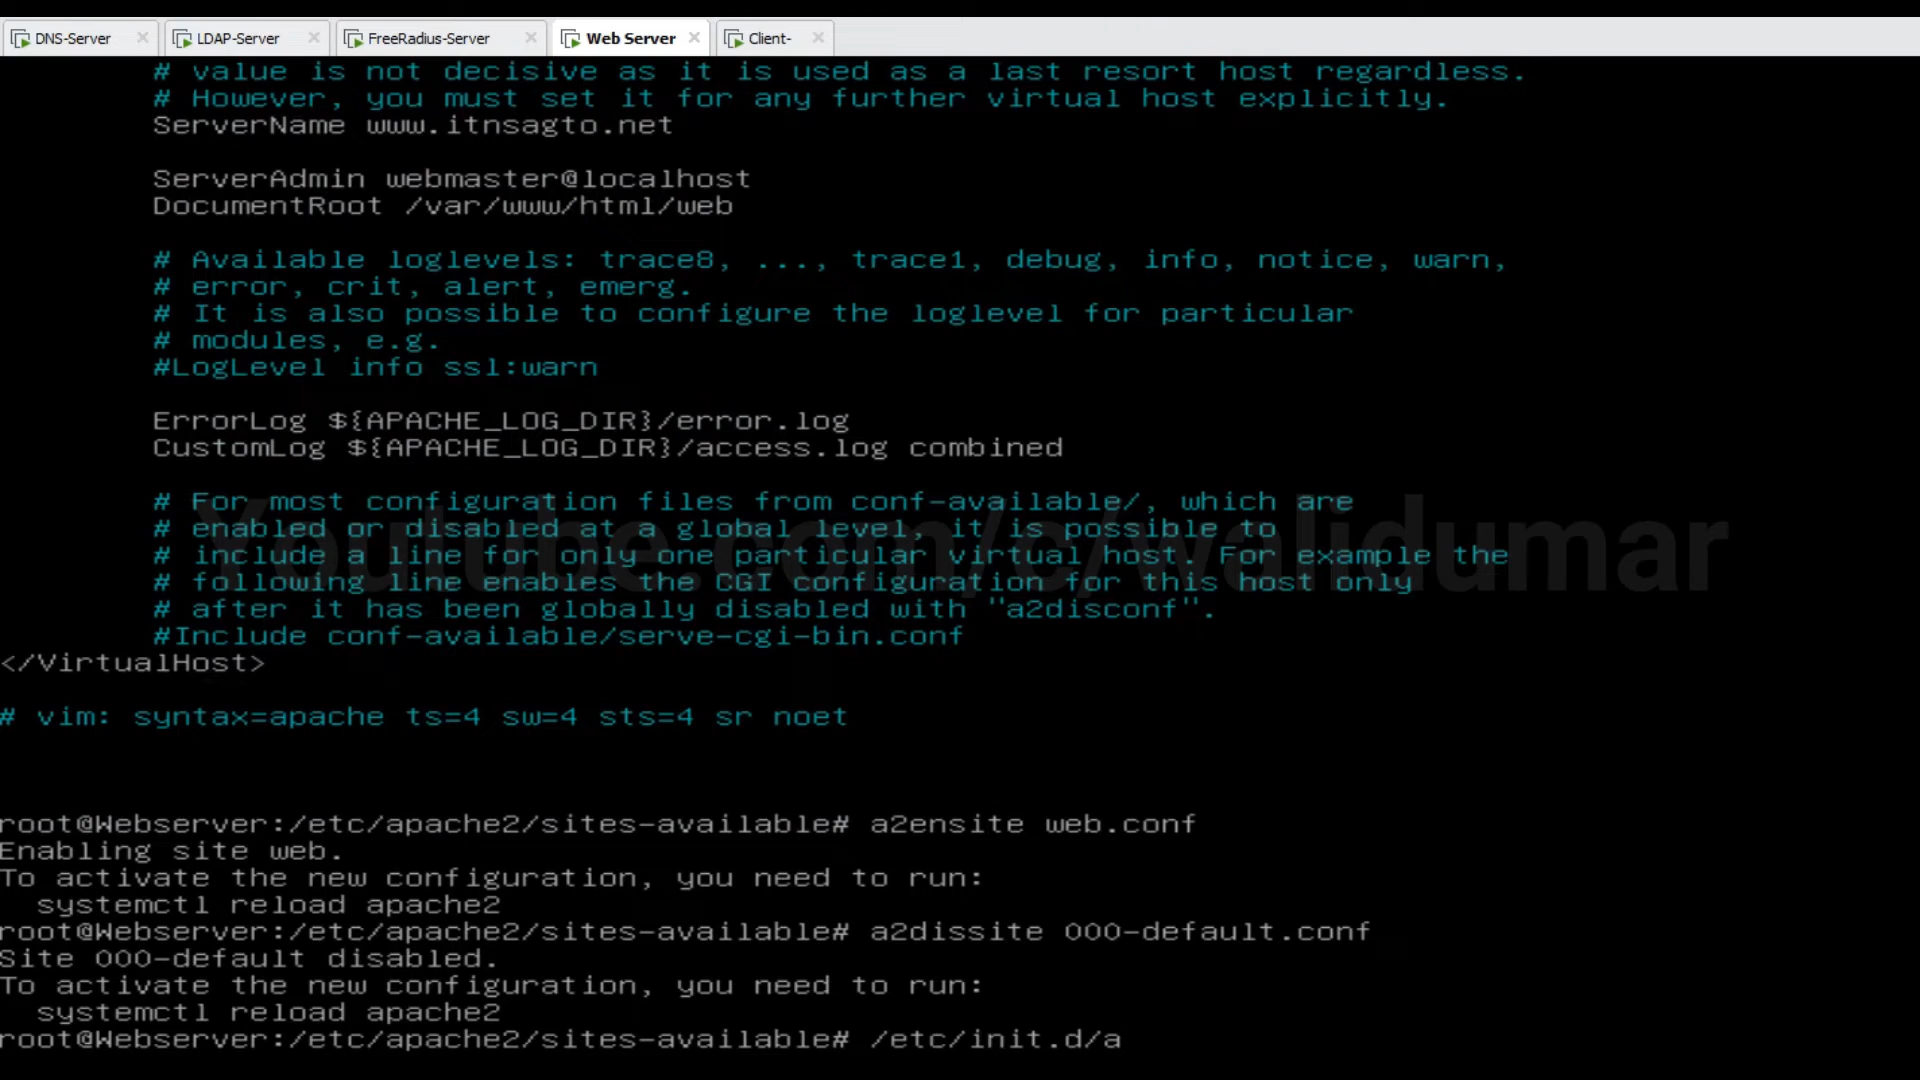 DNS-Server LDAP-Server FreeRadius-Server Web Server Client-
# value is not decisive as it is used as a last resort host regardless.
# However, you must set it for any further virtual host explicitly.
ServerName www.itnsagto.net
ServerAdmin webmaster@localhost
DocumentRoot /var/www/html/web
# Available loglevels: trace8, ..., trace1, debug, info, notice, warn,
# error, crit, alert, emerg.
# It is also possible to configure the loglevel for particular
# modules, e.g.
#LogLevel info ssl:warn
ErrorLog ${APACHE_LOG_DIR}/error.log
CustomLog ${APACHE_LOG_DIR}/access.log combined
# For most configuration files from conf-available/, which are
# enabled or disabled at a global level, it is possible to
# include a line for only one particular virtual host. For example the
# following line enables the CGI configuration for this host only
# after it has been globally disabled with "a2disconf".
#Include conf-available/serve-cgi-bin.conf
Youtube.com/c/walidumar
</VirtualHost>
# vim: syntax=apache ts=4 sw=4 sts=4 sr noet
root@Webserver:/etc/apache2/sites-available# a2ensite web.conf
Enabling site web.
To activate the new configuration, you need to run:
systemctl reload apache2
root@Webserver:/etc/apache2/sites-available# a2dissite 000-default.conf
Site 000-default disabled.
To activate the new configuration, you need to run:
systemctl reload apache2
root@Webserver:/etc/apache2/sites-available# /etc/init.d/a